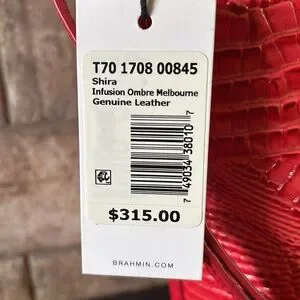 T70 1708 00845
Shira
Infusion Ombre Melbourne
Genuine Leather
7 49034 38010 7
$315.00
BRAHMIN.COM